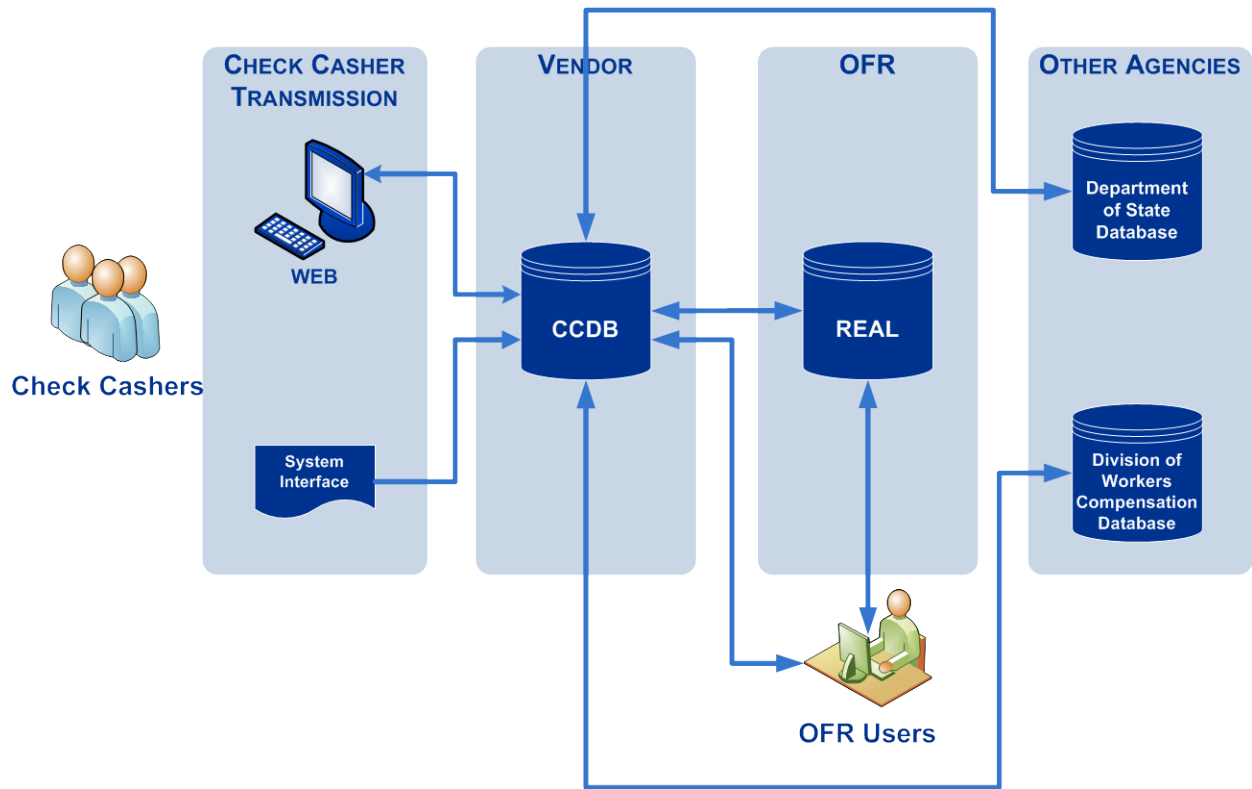 CHECK CASHER
TRANSMISSION
VENDOR
OFR
OTHER AGENCIES
WEB
Check Cashers
System
Interface
CCDB
REAL
Department
of State
Database
Division of
Workers
Compensation
Database
OFR Users